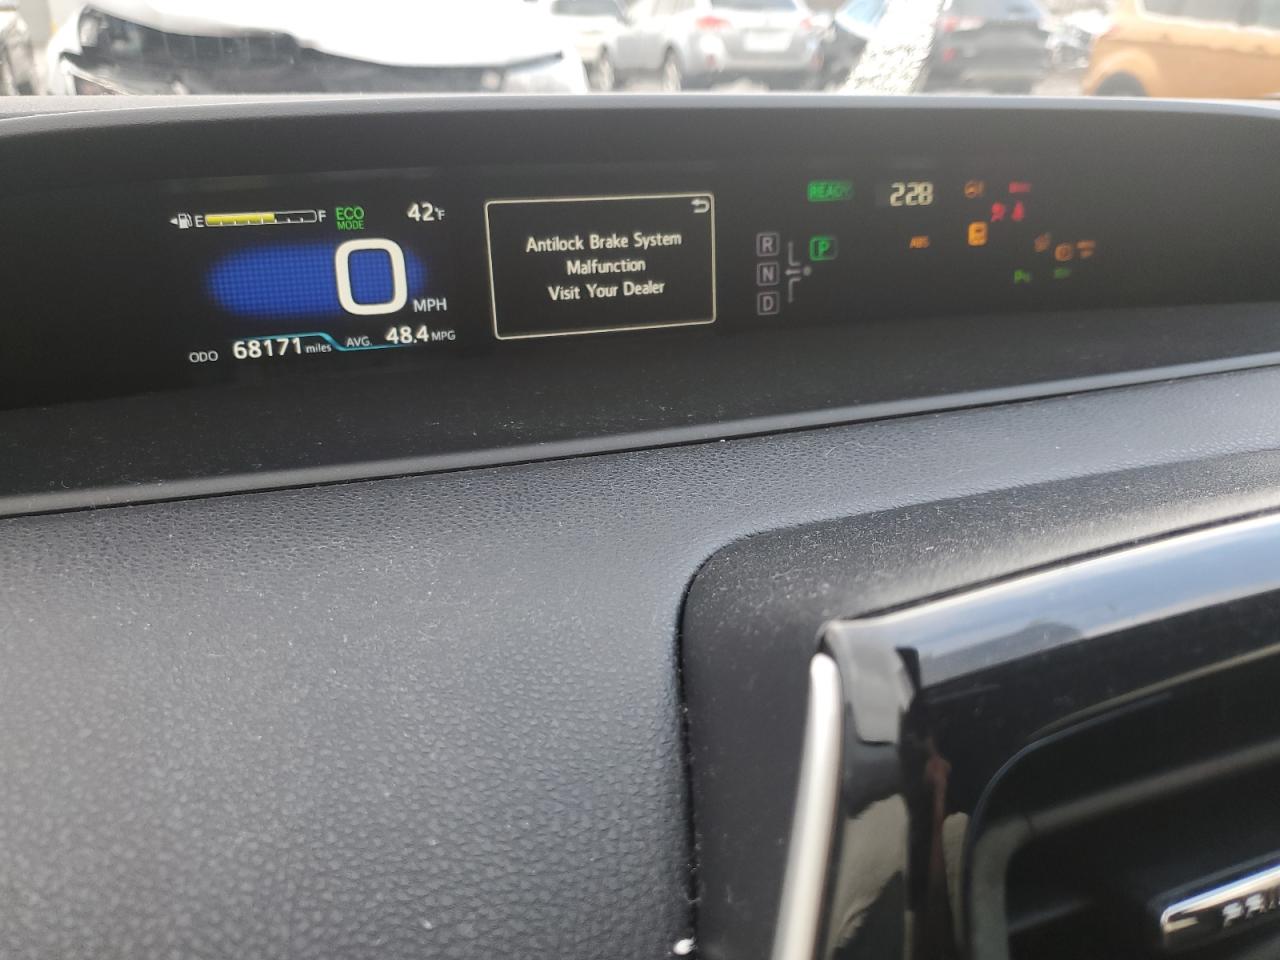 E F ECO 42°F
MODE
0 MPH
ODO 68171 miles AVG. 48.4 MPG
Antilock Brake System
Malfunction
Visit Your Dealer
READY 228
R P
N
D
ABS